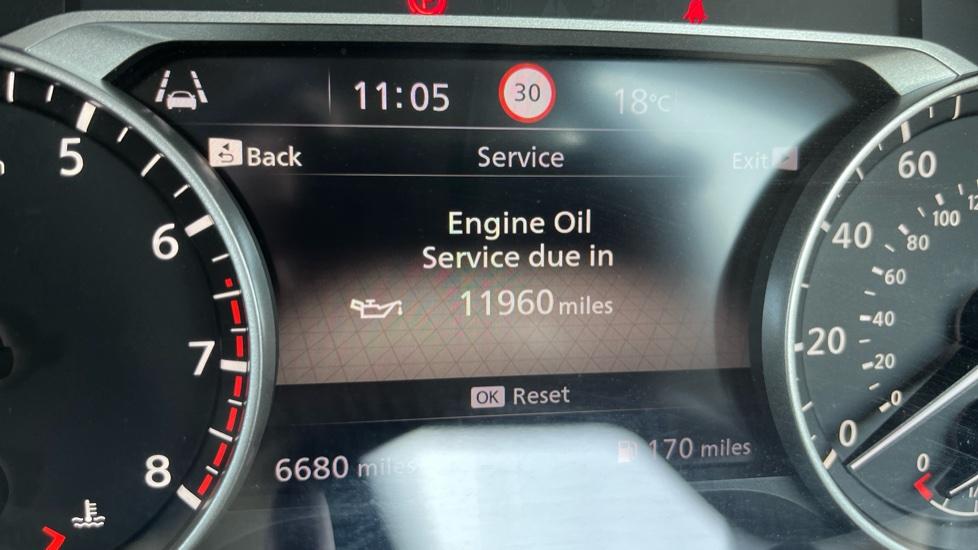 11:05
30
18°C
Back
Service
Exit
Engine Oil
Service due in
11960 miles
OK Reset
6680 miles
170 miles
5
6
7
8
60
40
20
0
100
80
60
40
20
0
0